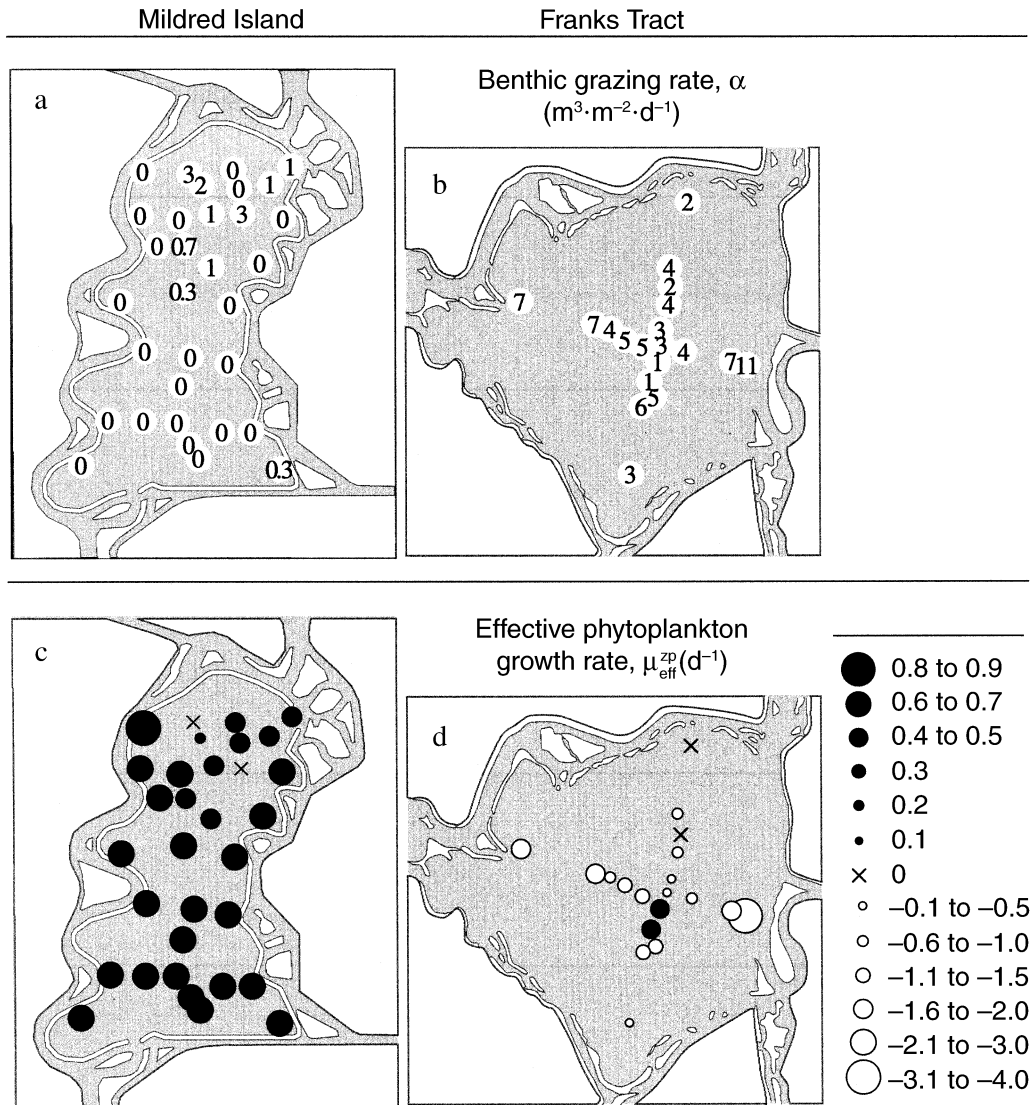 Mildred Island Franks Tract
a
Benthic grazing rate, α
(m³·m⁻²·d⁻¹)
b
0 3 0 1
2 0 1
0 0 1 3 0
0 0.7
1 0
0.3
0 0
0 0 0
0
0 0 0 0 0
0
0
0 0.3
2
4
2
7 4
7 4 3
5 5 3 4
1 7 11
1
5
6
3
c
Effective phytoplankton
growth rate, μ^zp_eff (d⁻¹)
d
0.8 to 0.9
0.6 to 0.7
0.4 to 0.5
0.3
0.2
0.1
0
–0.1 to –0.5
–0.6 to –1.0
–1.1 to –1.5
–1.6 to –2.0
–2.1 to –3.0
–3.1 to –4.0